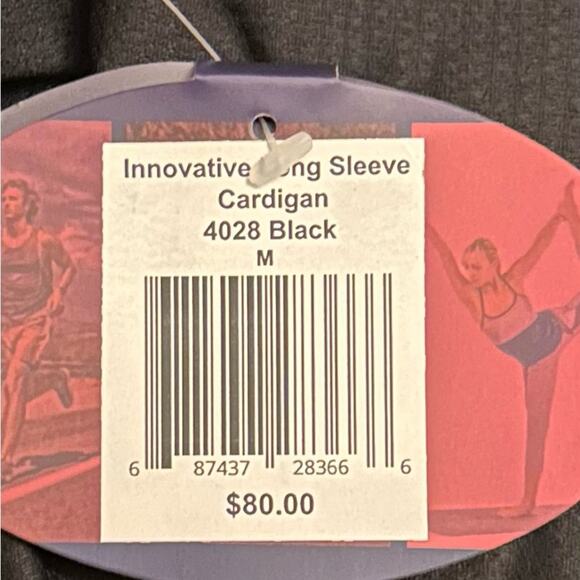 Innovative Sleeve
Cardigan
4028 Black
M
6 87437 28366 6
$80.00